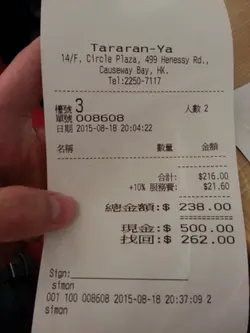 Tararan-Ya
14/F, Circle Plaza, 499 Henessy Rd.,
Causeway Bay, HK.
Tel:2250-7117
檯號 3 人數 2
單號 008608
日期 2015-08-18 20:04:22
名稱 數量 金額
合計: $216.00
+10% 服務費: $21.60
總金額:$ 238.00
現金:$ 500.00
找回:$ 262.00
Sign:
simon
001 100 008608 2015-08-18 20:37:09 2
simon